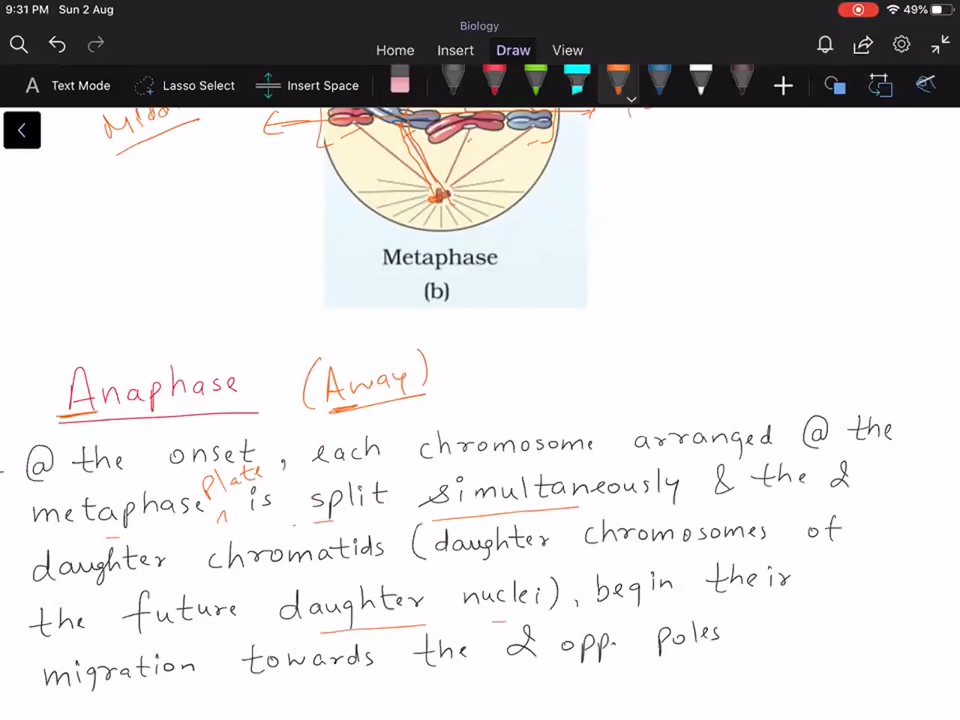 9:31 PM Sun 2 Aug
49%
Biology
Home Insert Draw View
Text Mode Lasso Select Insert Space
Metaphase
(b)
Anaphase (Away)
@ the onset, each chromosome arranged @ the
metaphase plate is split simultaneously & the 2
daughter chromatids (daughter chromosomes of
the future daughter nuclei), begin their
migration towards the 2 opp. poles